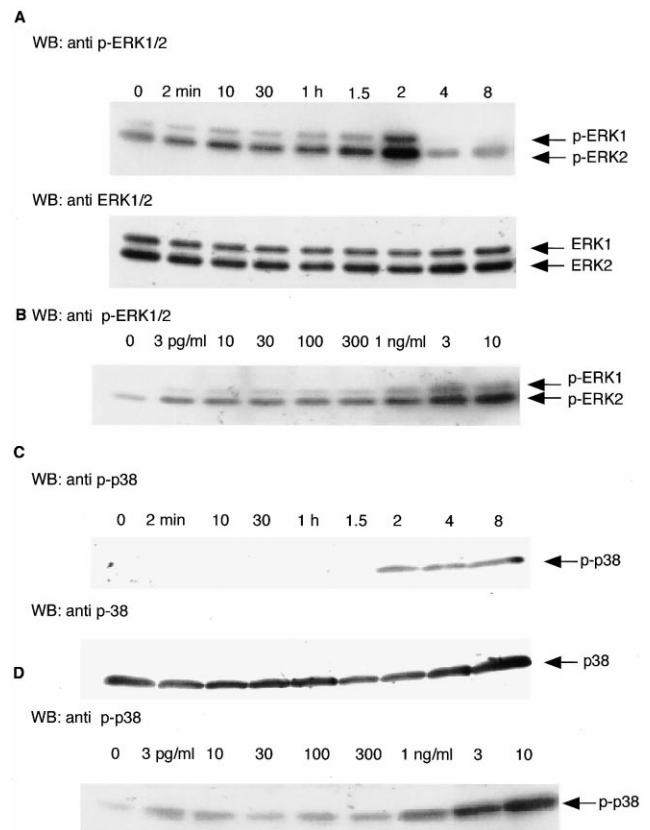 A
WB: anti p-ERK1/2
0 2 min 10 30 1 h 1.5 2 4 8
p-ERK1
p-ERK2
WB: anti ERK1/2
ERK1
ERK2
B WB: anti p-ERK1/2
0 3 pg/ml 10 30 100 300 1 ng/ml 3 10
p-ERK1
p-ERK2
C
WB: anti p-p38
0 2 min 10 30 1 h 1.5 2 4 8
p-p38
WB: anti p-38
p38
D
WB: anti p-p38
0 3 pg/ml 10 30 100 300 1 ng/ml 3 10
p-p38